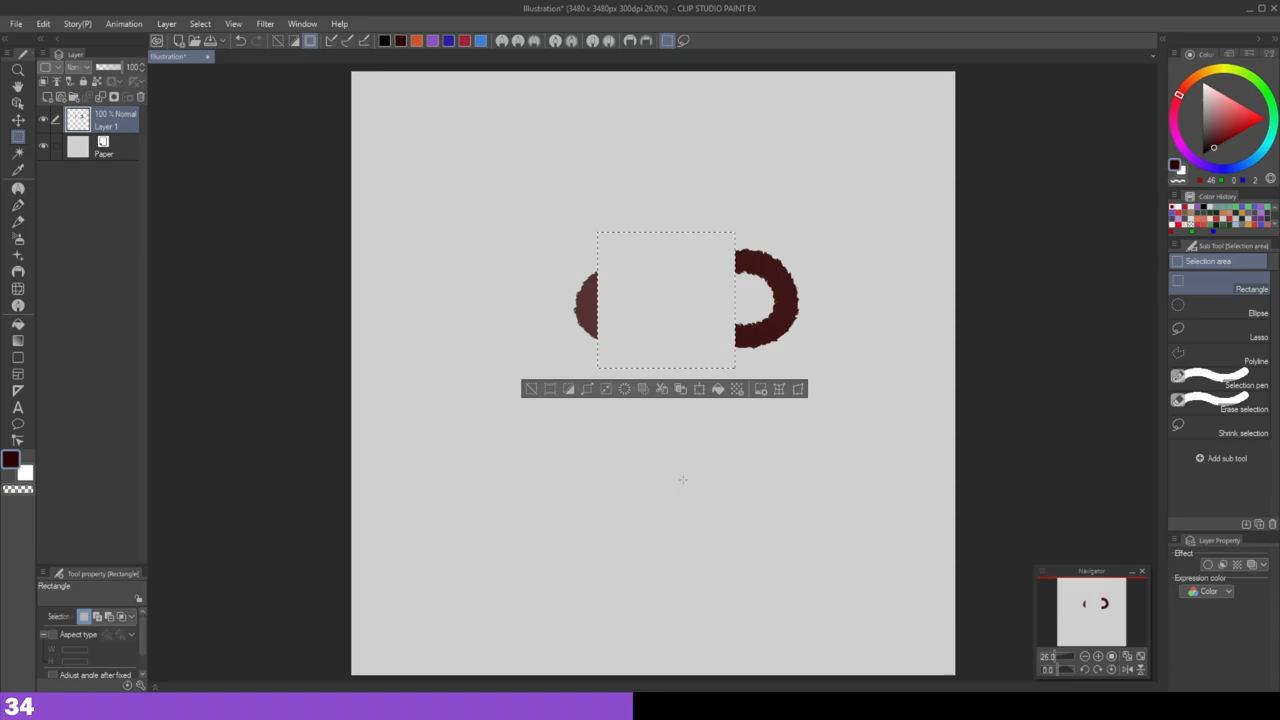 Illustration* (3480 x 3480px 300dpi 26.0%) - CLIP STUDIO PAINT EX
File Edit Story(P) Animation Layer Select View Filter Window Help
Illustration*
Layer
Norm 100
100 % Normal
Layer 1
Paper
Tool property [Rectangle]
Rectangle
Selection
Aspect type
W
H
Adjust angle after fixed
46 0 2
Color History
Sub Tool [Selection area]
Selection area
Rectangle
Ellipse
Lasso
Polyline
Selection pen
Erase selection
Shrink selection
Add sub tool
Layer Property
Effect
Expression color
Color
Navigator
26.0
0.0
34